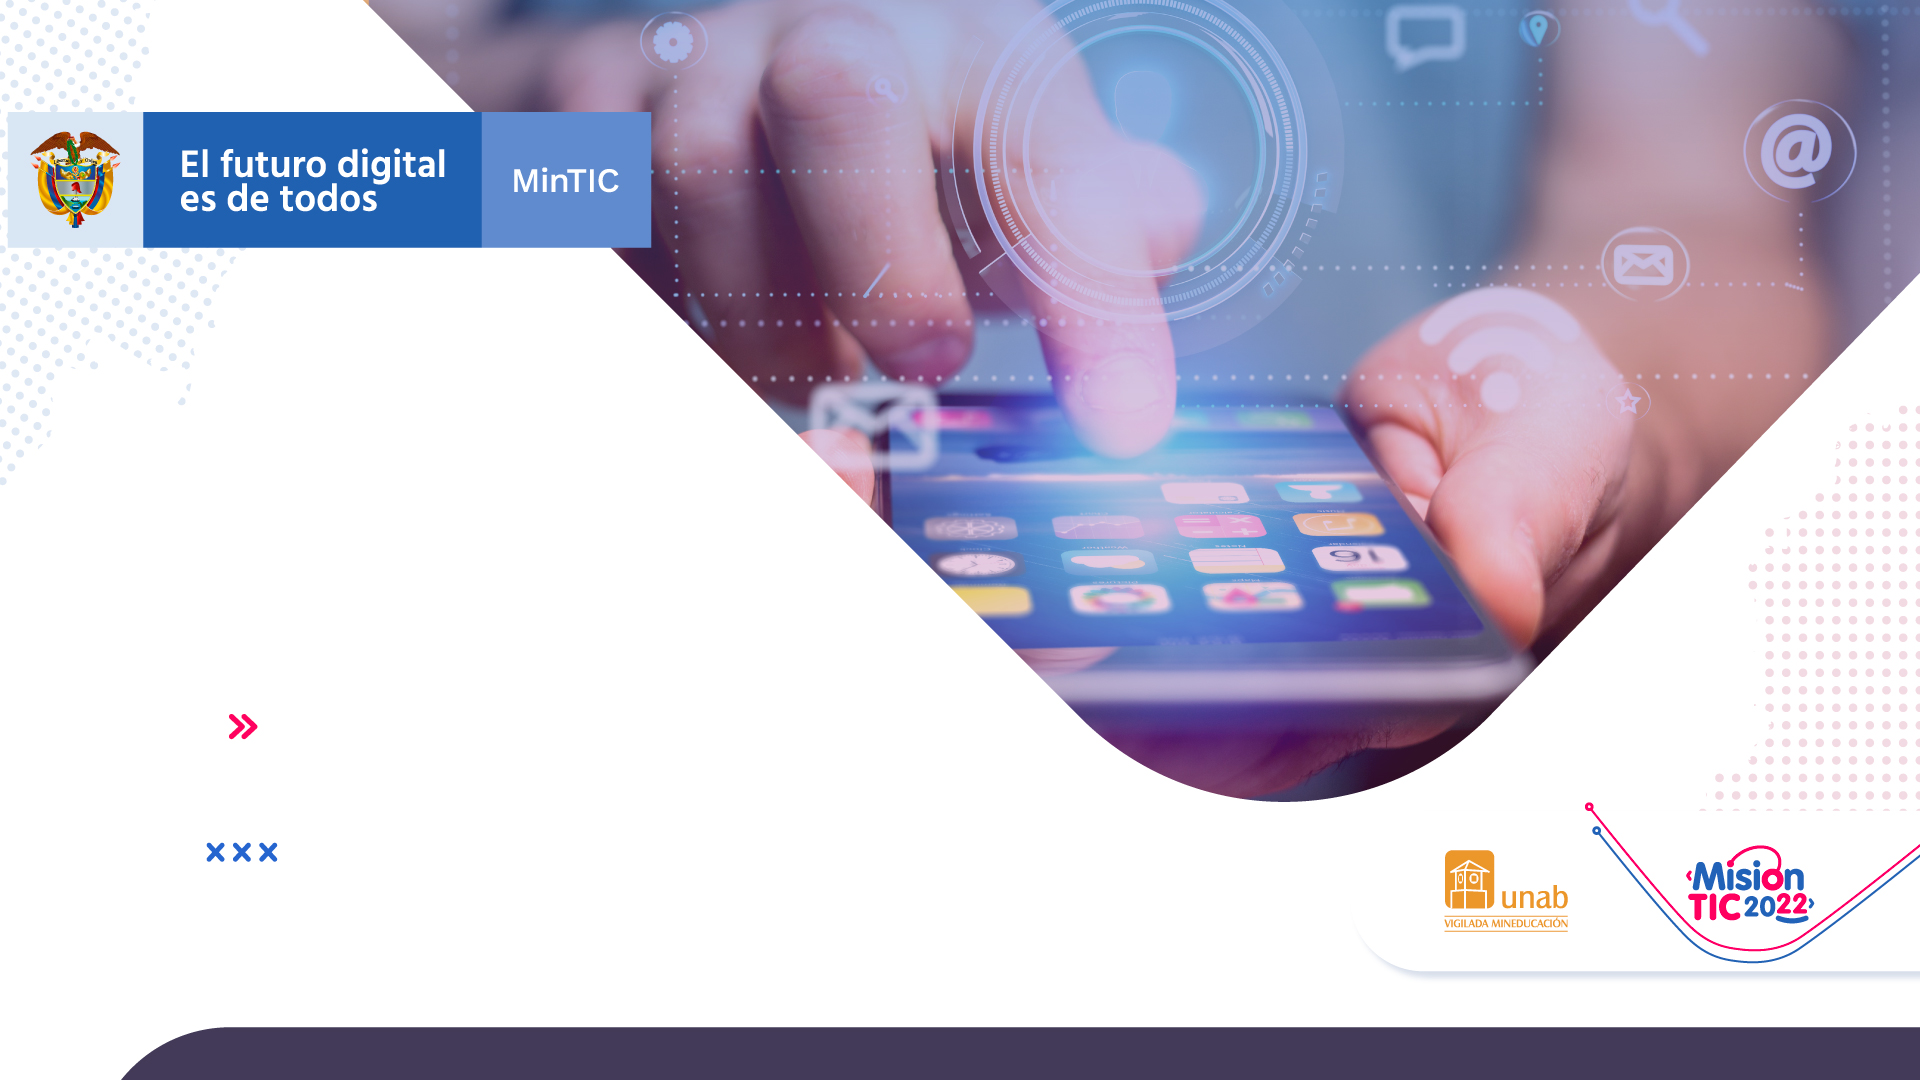 El futuro digital
es de todos
MinTIC
unab
VIGILADA MINEDUCACIÓN
Misión
TIC 2022